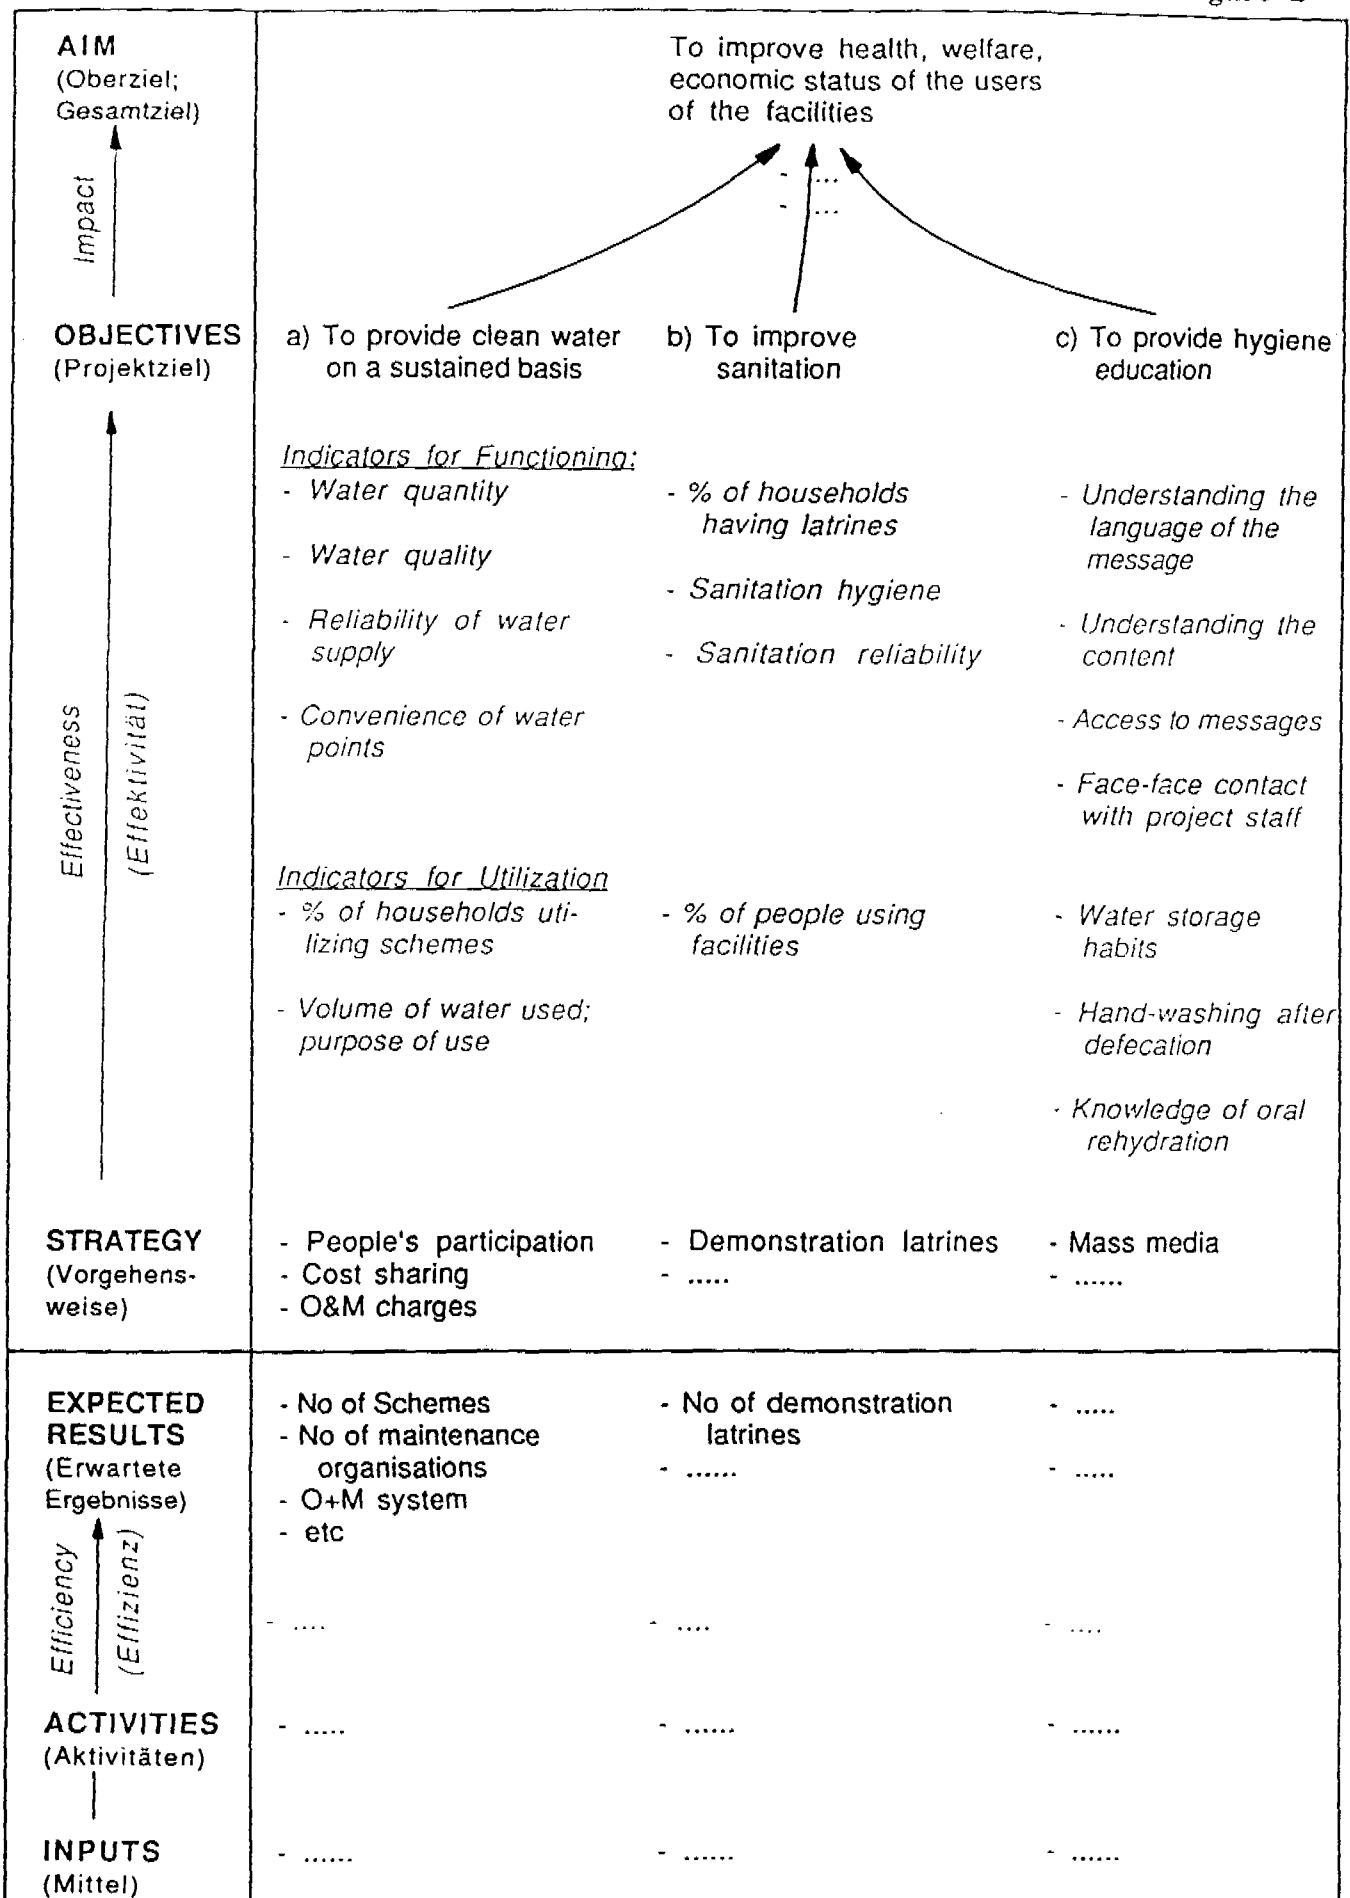 AIM
(Oberziel;
Gesamtziel)
To improve health, welfare,
economic status of the users
of the facilities
- ....
- ....
Impact
OBJECTIVES
(Projektziel)
a) To provide clean water
on a sustained basis
b) To improve
sanitation
c) To provide hygiene
education
Effectiveness
(Effektivität)
Indicators for Functioning:
- Water quantity
- Water quality
- Reliability of water
supply
- Convenience of water
points
- % of households
having latrines
- Sanitation hygiene
- Sanitation reliability
- Understanding the
language of the
message
- Understanding the
content
- Access to messages
- Face-face contact
with project staff
Indicators for Utilization
- % of households uti-
lizing schemes
- Volume of water used;
purpose of use
- % of people using
facilities
- Water storage
habits
- Hand-washing after
defecation
- Knowledge of oral
rehydration
STRATEGY
(Vorgehens-
weise)
- People's participation
- Cost sharing
- O&M charges
- Demonstration latrines
- .....
- Mass media
- ......
EXPECTED
RESULTS
(Erwartete
Ergebnisse)
- No of Schemes
- No of maintenance
organisations
- O+M system
- etc
- No of demonstration
latrines
- ......
- .....
- .....
Efficiency
(Effizienz)
- ....
- ....
- ....
ACTIVITIES
(Aktivitäten)
- .....
- ......
- ......
INPUTS
(Mittel)
- ......
- ......
- ......